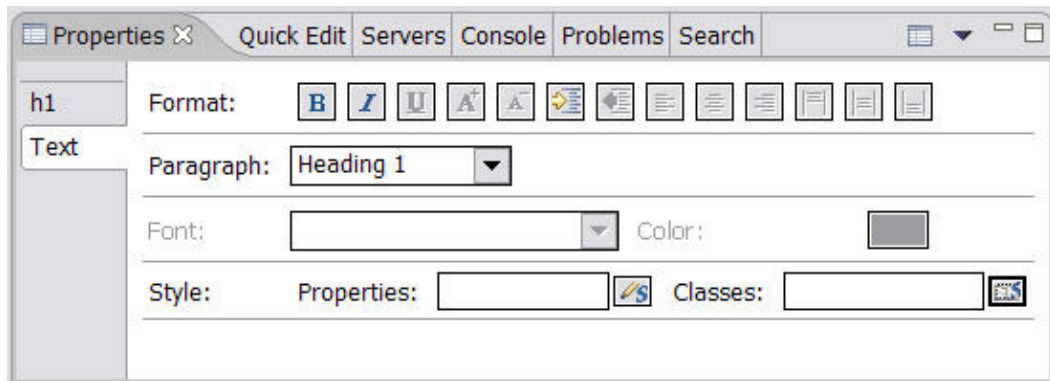 Properties Quick Edit Servers Console Problems Search
h1 Format: B I U A+ A-
Text
Paragraph: Heading 1
Font: Color:
Style: Properties: S Classes: S